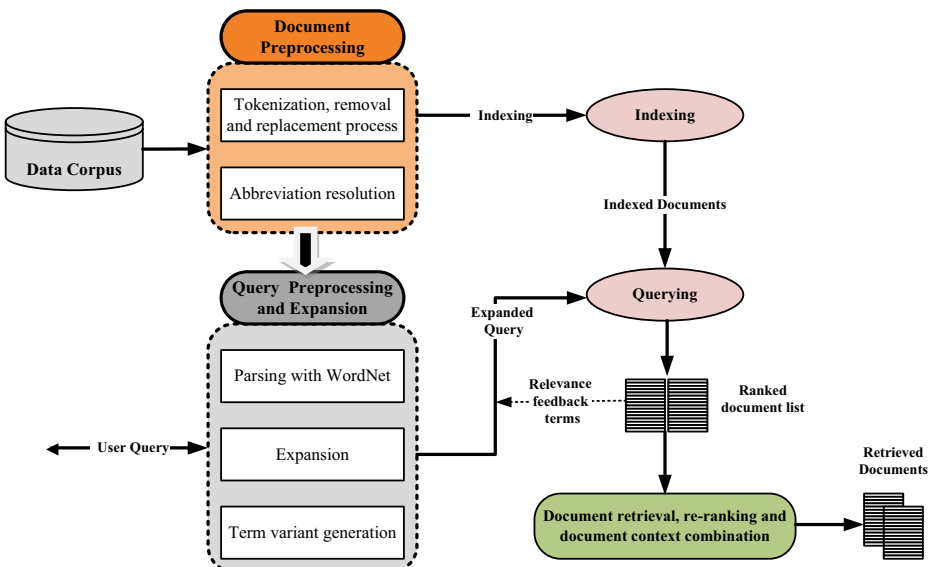 Document
Preprocessing
Tokenization, removal
and replacement process
Indexing
Indexing
Data Corpus
Abbreviation resolution
Indexed Documents
Query Preprocessing
and Expansion
Querying
Expanded
Query
Parsing with WordNet
Relevance
feedback
terms
Ranked
document list
User Query
Expansion
Retrieved
Documents
Term variant generation
Document retrieval, re-ranking and
document context combination